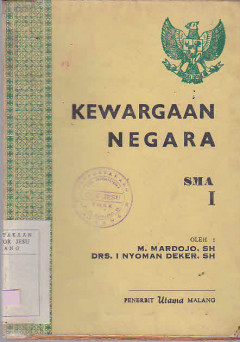 KEWARGAAN
NEGARA
SMA
I
OLEH :
M. MARDOJO, SH
DRS. I NYOMAN DEKER, SH
PENERBIT Utama MALANG